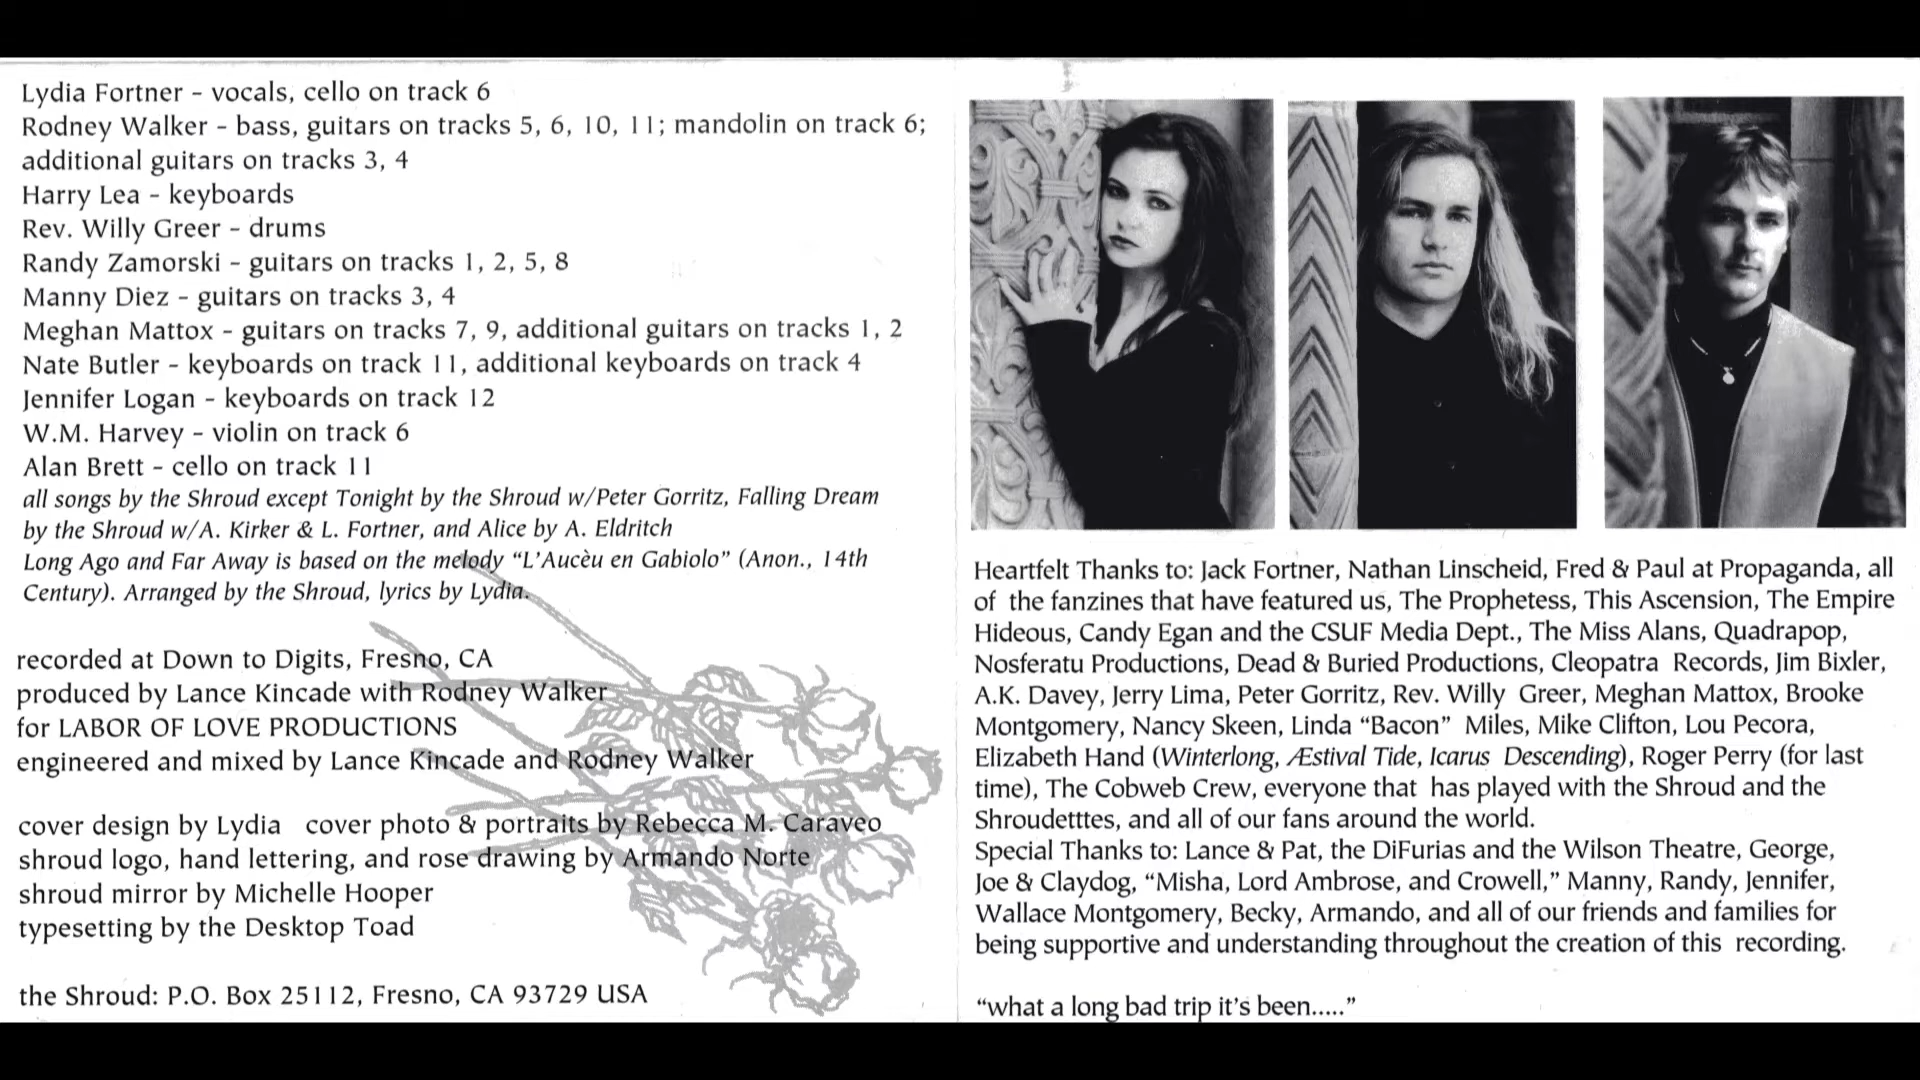 Lydia Fortner – vocals, cello on track 6
Rodney Walker – bass, guitars on tracks 5, 6, 10, 11; mandolin on track 6;
additional guitars on tracks 3, 4
Harry Lea – keyboards
Rev. Willy Greer – drums
Randy Zamorski – guitars on tracks 1, 2, 5, 8
Manny Diez – guitars on tracks 3, 4
Meghan Mattox – guitars on tracks 7, 9, additional guitars on tracks 1, 2
Nate Butler – keyboards on track 11, additional keyboards on track 4
Jennifer Logan – keyboards on track 12
W.M. Harvey – violin on track 6
Alan Brett – cello on track 11
all songs by the Shroud except Tonight by the Shroud w/Peter Gorritz, Falling Dream
by the Shroud w/A. Kirker & L. Fortner, and Alice by A. Eldritch
Long Ago and Far Away is based on the melody “L’Aucèu en Gabiolo” (Anon., 14th
Century). Arranged by the Shroud, lyrics by Lydia.
recorded at Down to Digits, Fresno, CA
produced by Lance Kincade with Rodney Walker
for LABOR OF LOVE PRODUCTIONS
engineered and mixed by Lance Kincade and Rodney Walker
cover design by Lydia cover photo & portraits by Rebecca M. Caraveo
shroud logo, hand lettering, and rose drawing by Armando Norte
shroud mirror by Michelle Hooper
typesetting by the Desktop Toad
the Shroud: P.O. Box 25112, Fresno, CA 93729 USA
Heartfelt Thanks to: Jack Fortner, Nathan Linscheid, Fred & Paul at Propaganda, all
of the fanzines that have featured us, The Prophetess, This Ascension, The Empire
Hideous, Candy Egan and the CSUF Media Dept., The Miss Alans, Quadrapop,
Nosferatu Productions, Dead & Buried Productions, Cleopatra Records, Jim Bixler,
A.K. Davey, Jerry Lima, Peter Gorritz, Rev. Willy Greer, Meghan Mattox, Brooke
Montgomery, Nancy Skeen, Linda “Bacon” Miles, Mike Clifton, Lou Pecora,
Elizabeth Hand (Winterlong, Æstival Tide, Icarus Descending), Roger Perry (for last
time), The Cobweb Crew, everyone that has played with the Shroud and the
Shroudetttes, and all of our fans around the world.
Special Thanks to: Lance & Pat, the DiFurias and the Wilson Theatre, George,
Joe & Claydog, “Misha, Lord Ambrose, and Crowell,” Manny, Randy, Jennifer,
Wallace Montgomery, Becky, Armando, and all of our friends and families for
being supportive and understanding throughout the creation of this recording.
“what a long bad trip it’s been.....”